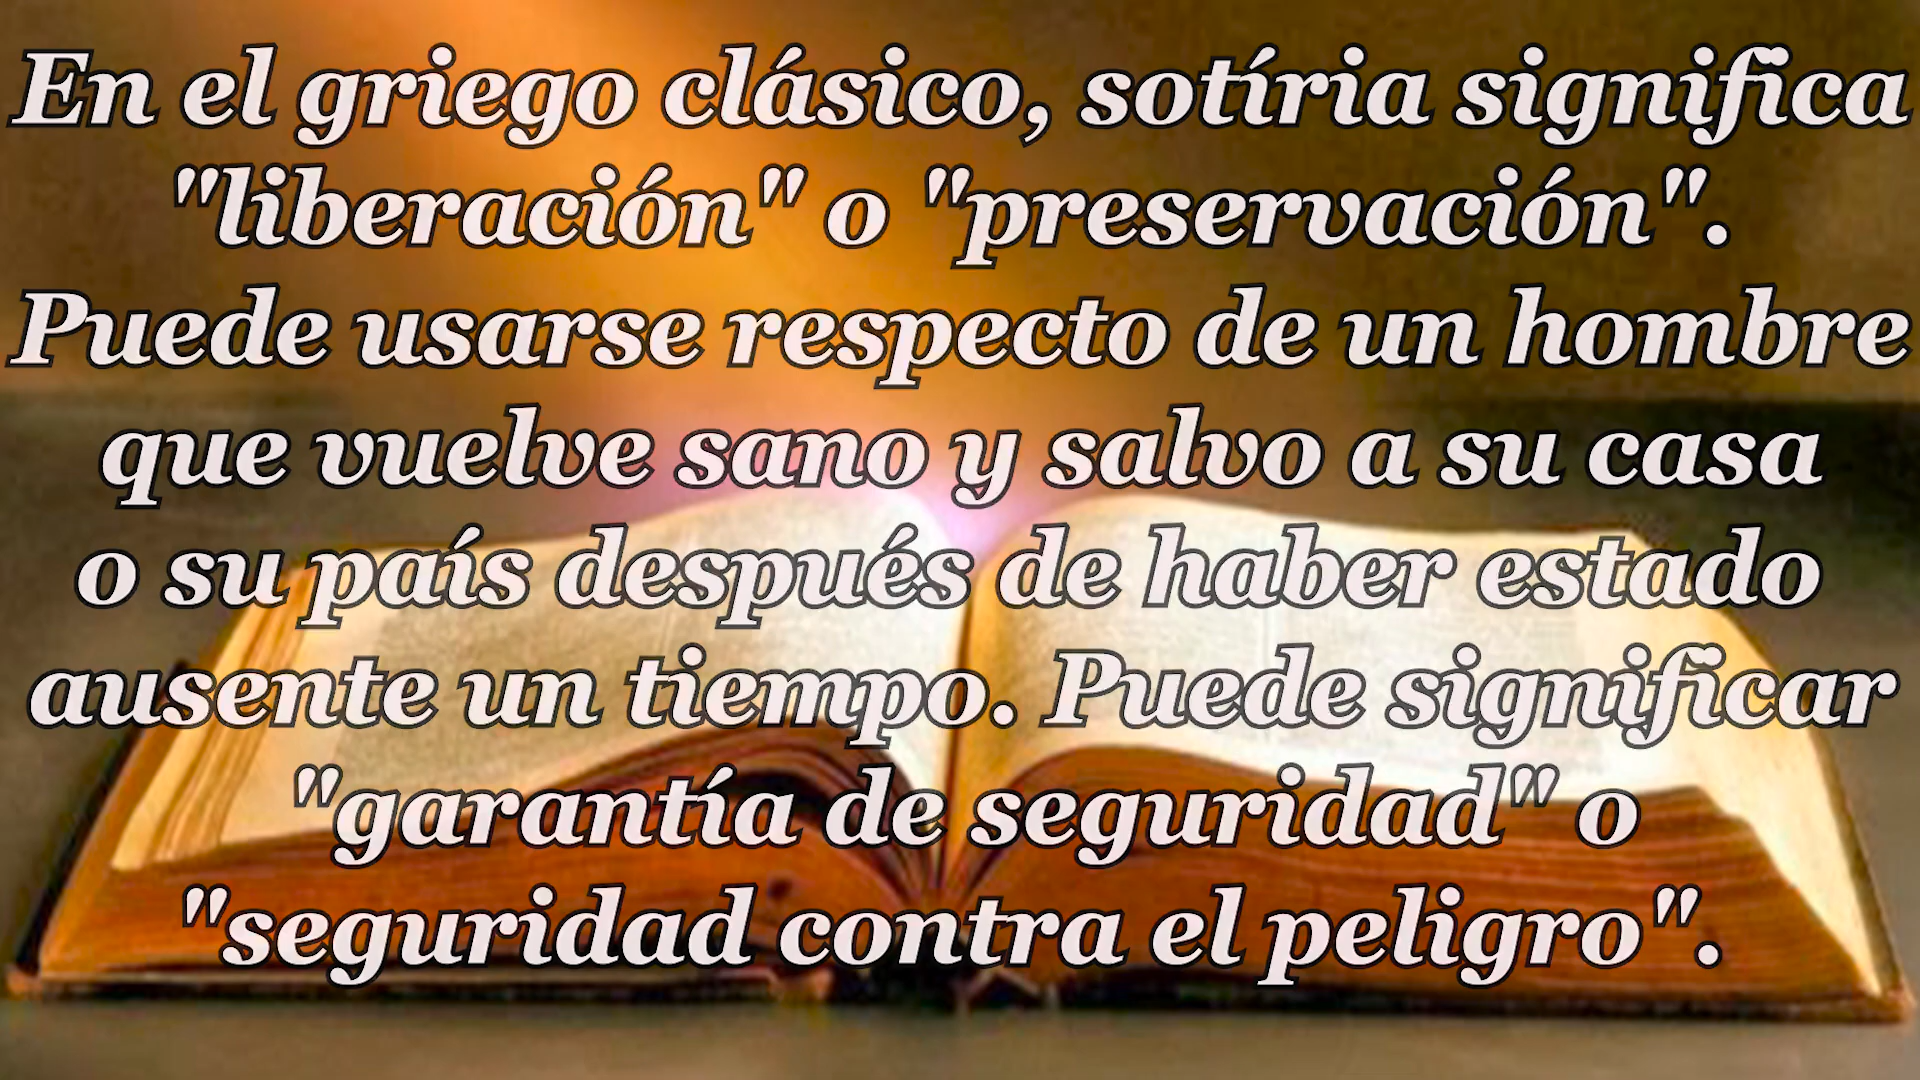 En el griego clásico, sotíria significa
"liberación" o "preservación".
Puede usarse respecto de un hombre
que vuelve sano y salvo a su casa
o su país después de haber estado
ausente un tiempo. Puede significar
"garantía de seguridad" o
"seguridad contra el peligro".